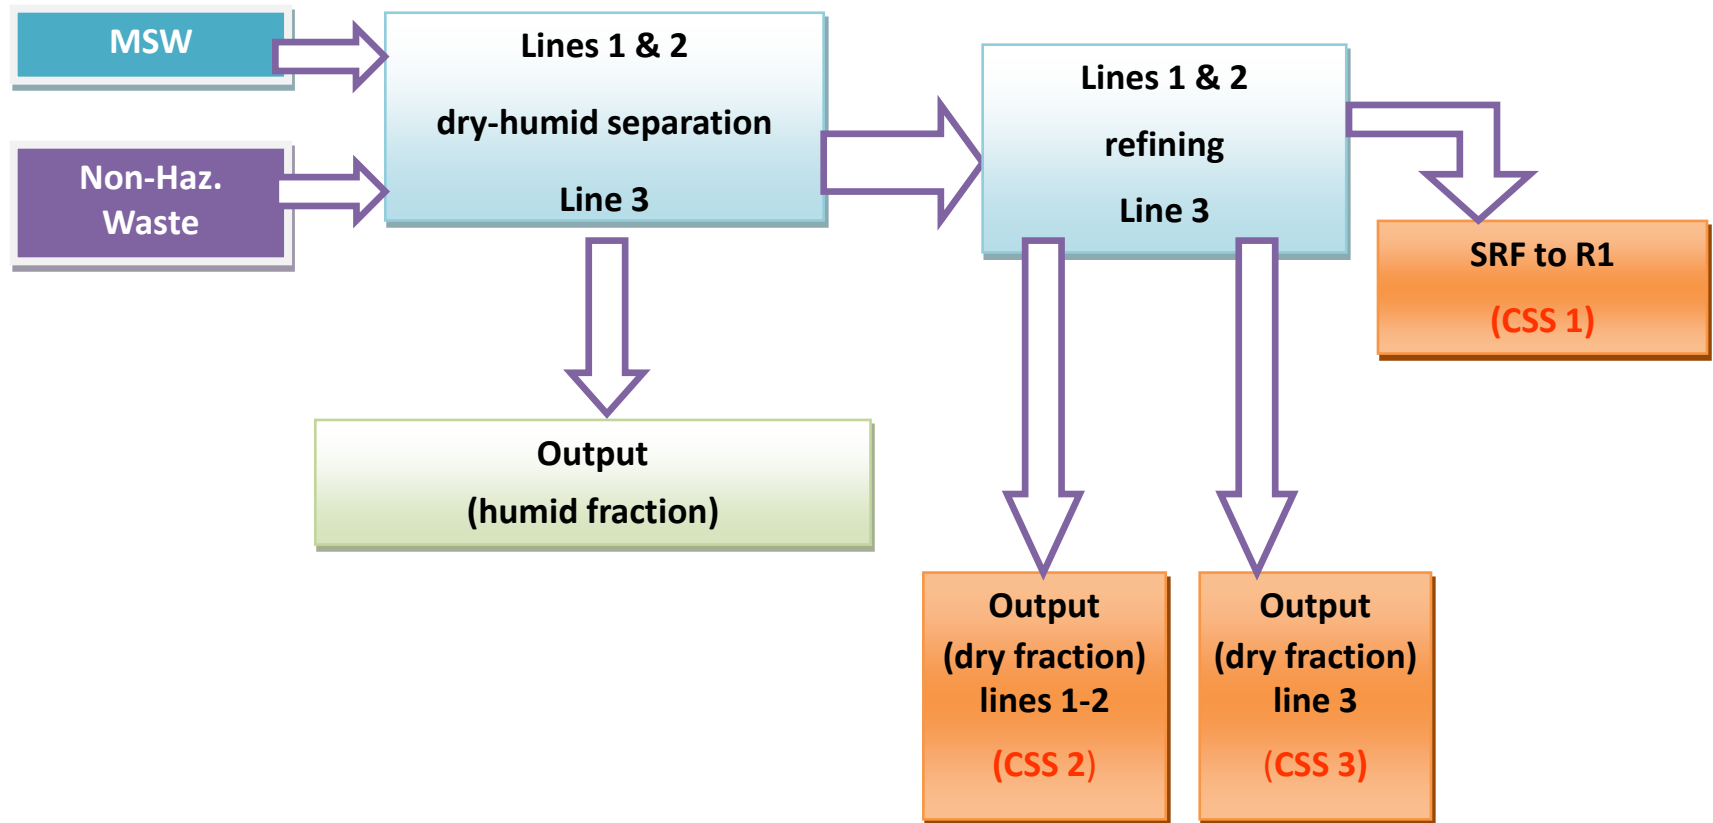 MSW
Non-Haz.
Waste
Lines 1 & 2
dry-humid separation
Line 3
Lines 1 & 2
refining
Line 3
SRF to R1
(CSS 1)
Output
(humid fraction)
Output
(dry fraction)
lines 1-2
(CSS 2)
Output
(dry fraction)
line 3
(CSS 3)